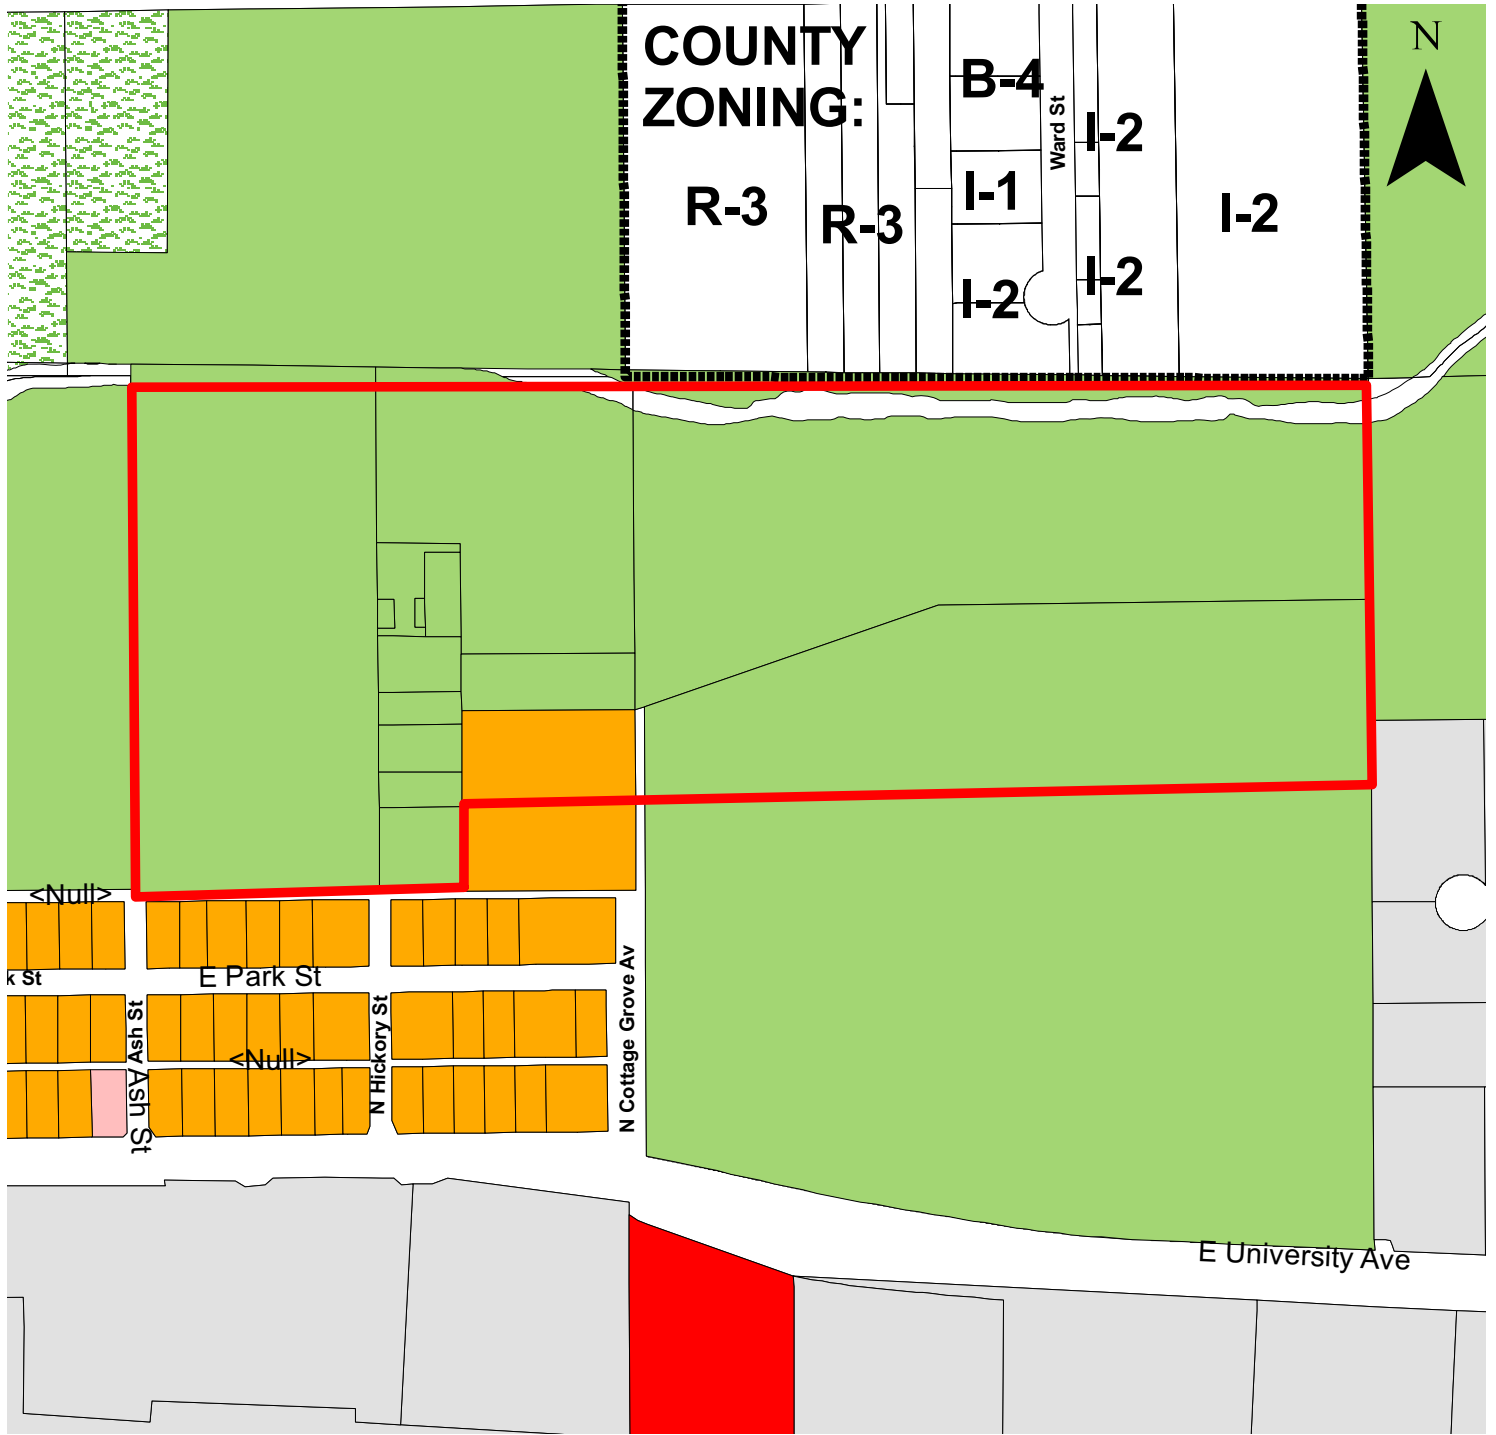 COUNTY
ZONING:
N
B-4
Ward St
I-2
I-1
R-3
R-3
I-2
I-2
I-2
<Null>
k St
E Park St
Ash St
N Hickory St
N Cottage Grove Av
<Null>
Ash St
E University Ave